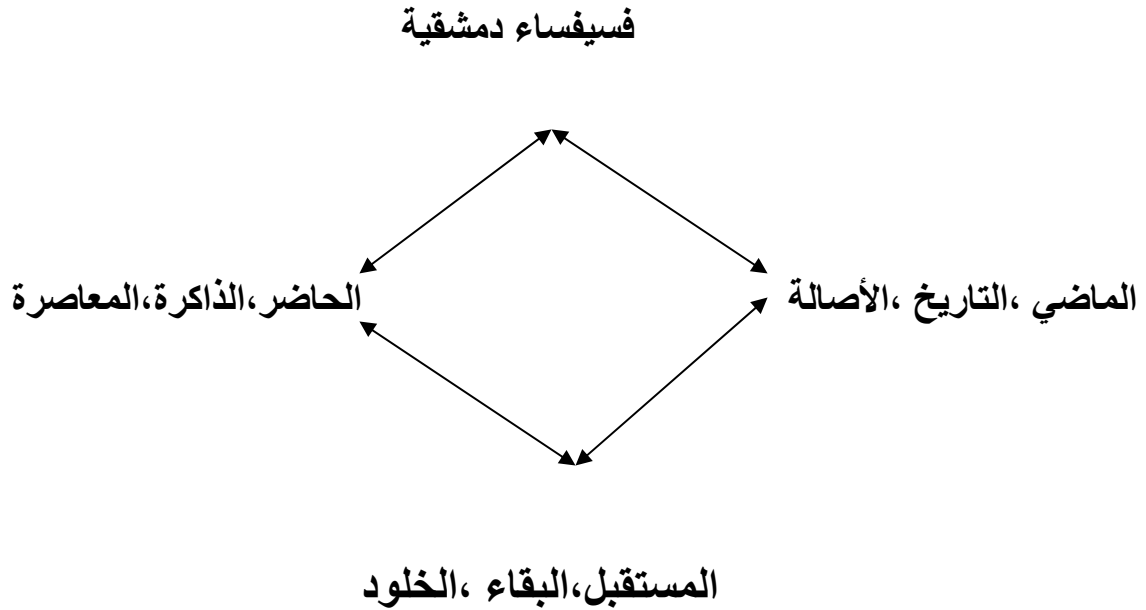 فسيفساء دمشقية
الماضي ،التاريخ ،الأصالة
الحاضر،الذاكرة،المعاصرة
المستقبل،البقاء ،الخلود